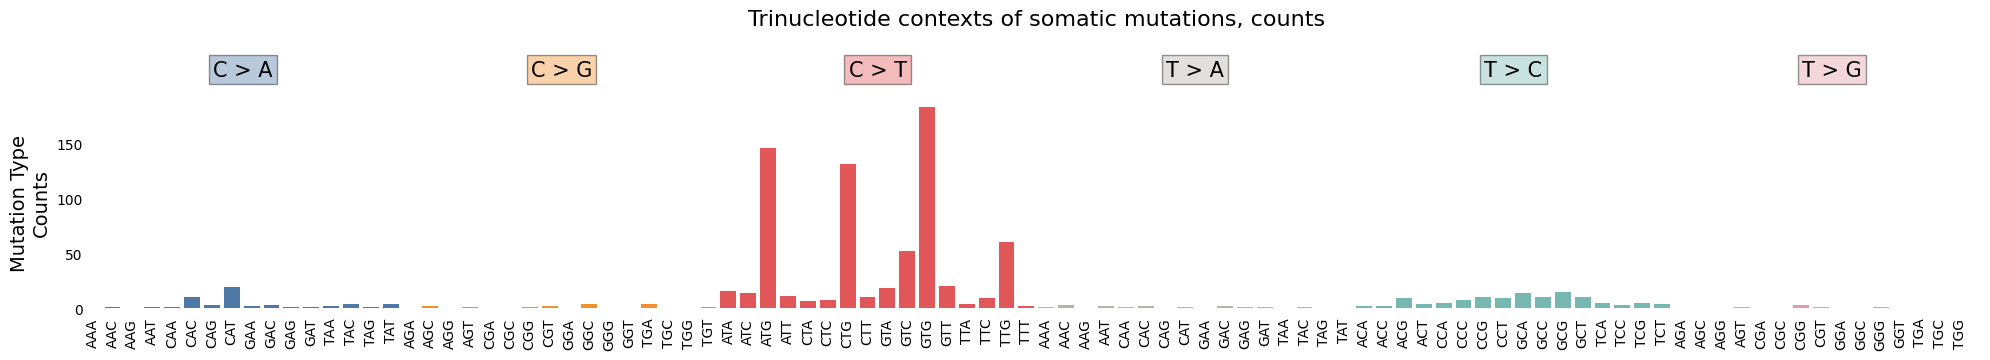 Trinucleotide contexts of somatic mutations, counts
C > A
C > G
C > T
T > A
T > C
T > G
Mutation Type
Counts
150
100
50
0
AAA AAC AAG AAT CAA CAC CAG CAT GAA GAC GAG GAT TAA TAC TAG TAT AGA AGC AGG AGT CGA CGC CGG CGT GGA GGC GGG GGT TGA TGC TGG TGT ATA ATC ATG ATT CTA CTC CTG CTT GTA GTC GTG GTT TTA TTC TTG TTT AAA AAC AAG AAT CAA CAC CAG CAT GAA GAC GAG GAT TAA TAC TAG TAT ACA ACC ACG ACT CCA CCC CCG CCT GCA GCC GCG GCT TCA TCC TCG TCT AGA AGC AGG AGT CGA CGC CGG CGT GGA GGC GGG GGT TGA TGC TGG